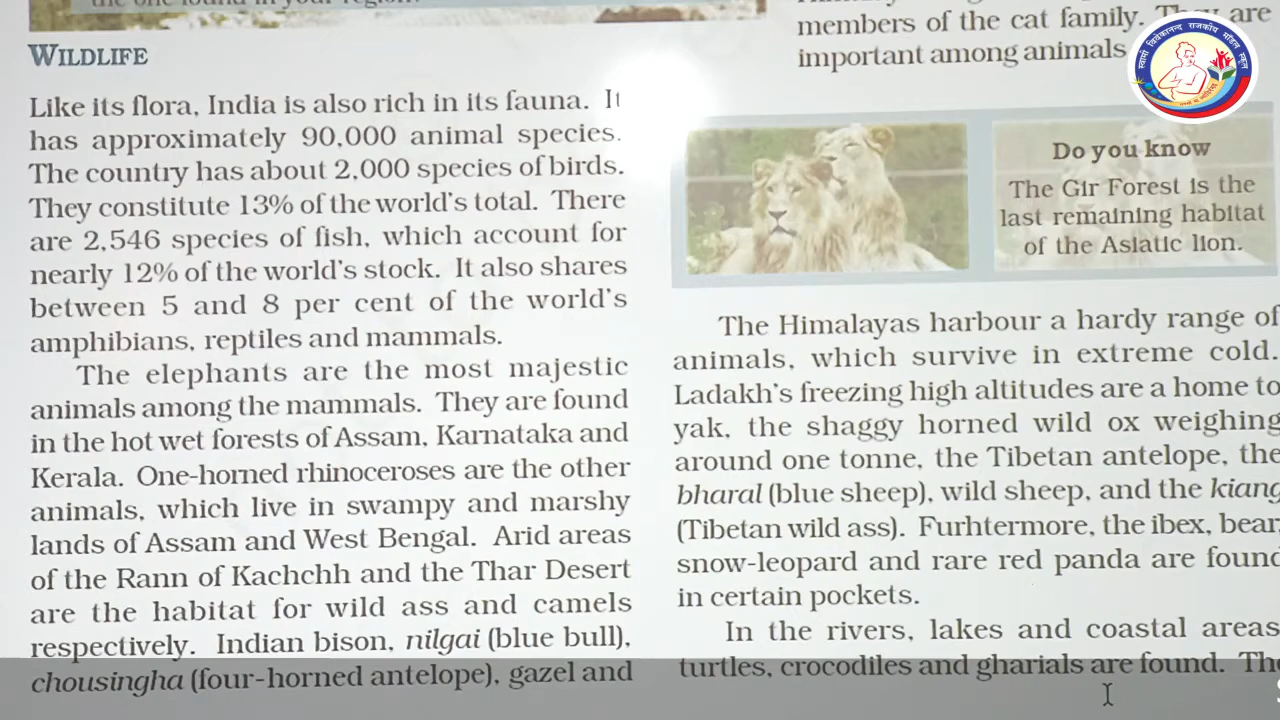 the one found in your region.
WILDLIFE
Like its flora, India is also rich in its fauna. It
has approximately 90,000 animal species.
The country has about 2,000 species of birds.
They constitute 13% of the world's total. There
are 2,546 species of fish, which account for
nearly 12% of the world's stock. It also shares
between 5 and 8 per cent of the world's
amphibians, reptiles and mammals.
The elephants are the most majestic
animals among the mammals. They are found
in the hot wet forests of Assam, Karnataka and
Kerala. One-horned rhinoceroses are the other
animals, which live in swampy and marshy
lands of Assam and West Bengal. Arid areas
of the Rann of Kachchh and the Thar Desert
are the habitat for wild ass and camels
respectively. Indian bison, nilgai (blue bull),
chousingha (four-horned antelope), gazel and
members of the cat family. They are
important among animals
स्वामी विवेकानन्द राजकीय मॉडल स्कूल
Do you know
The Gir Forest is the
last remaining habitat
of the Asiatic lion.
The Himalayas harbour a hardy range of
animals, which survive in extreme cold.
Ladakh's freezing high altitudes are a home to
yak, the shaggy horned wild ox weighing
around one tonne, the Tibetan antelope, the
bharal (blue sheep), wild sheep, and the kiang
(Tibetan wild ass). Furhtermore, the ibex, bear,
snow-leopard and rare red panda are found
in certain pockets.
In the rivers, lakes and coastal areas
turtles, crocodiles and gharials are found. The